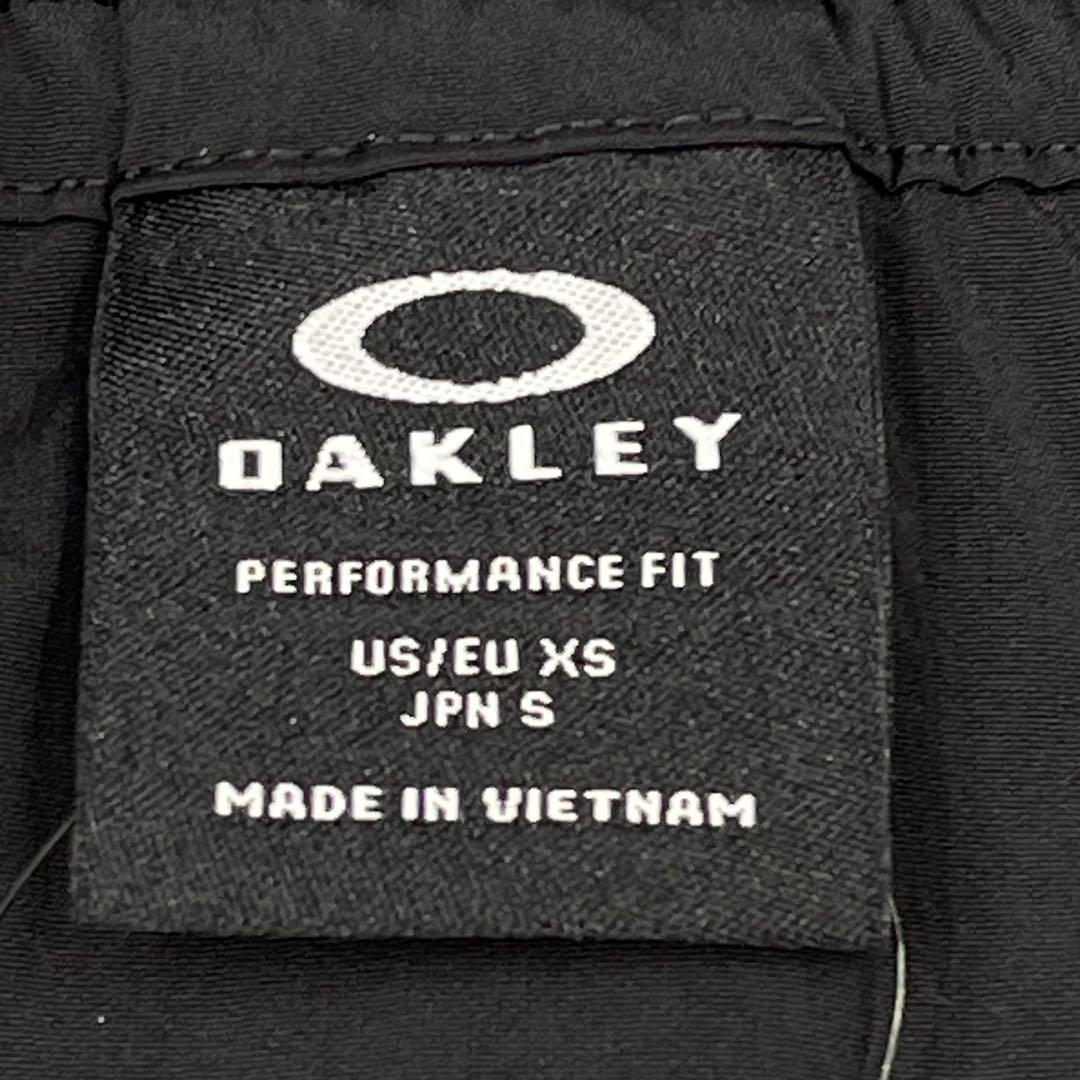 OAKLEY
PERFORMANCE FIT
US/EU XS
JPN S
MADE IN VIETNAM